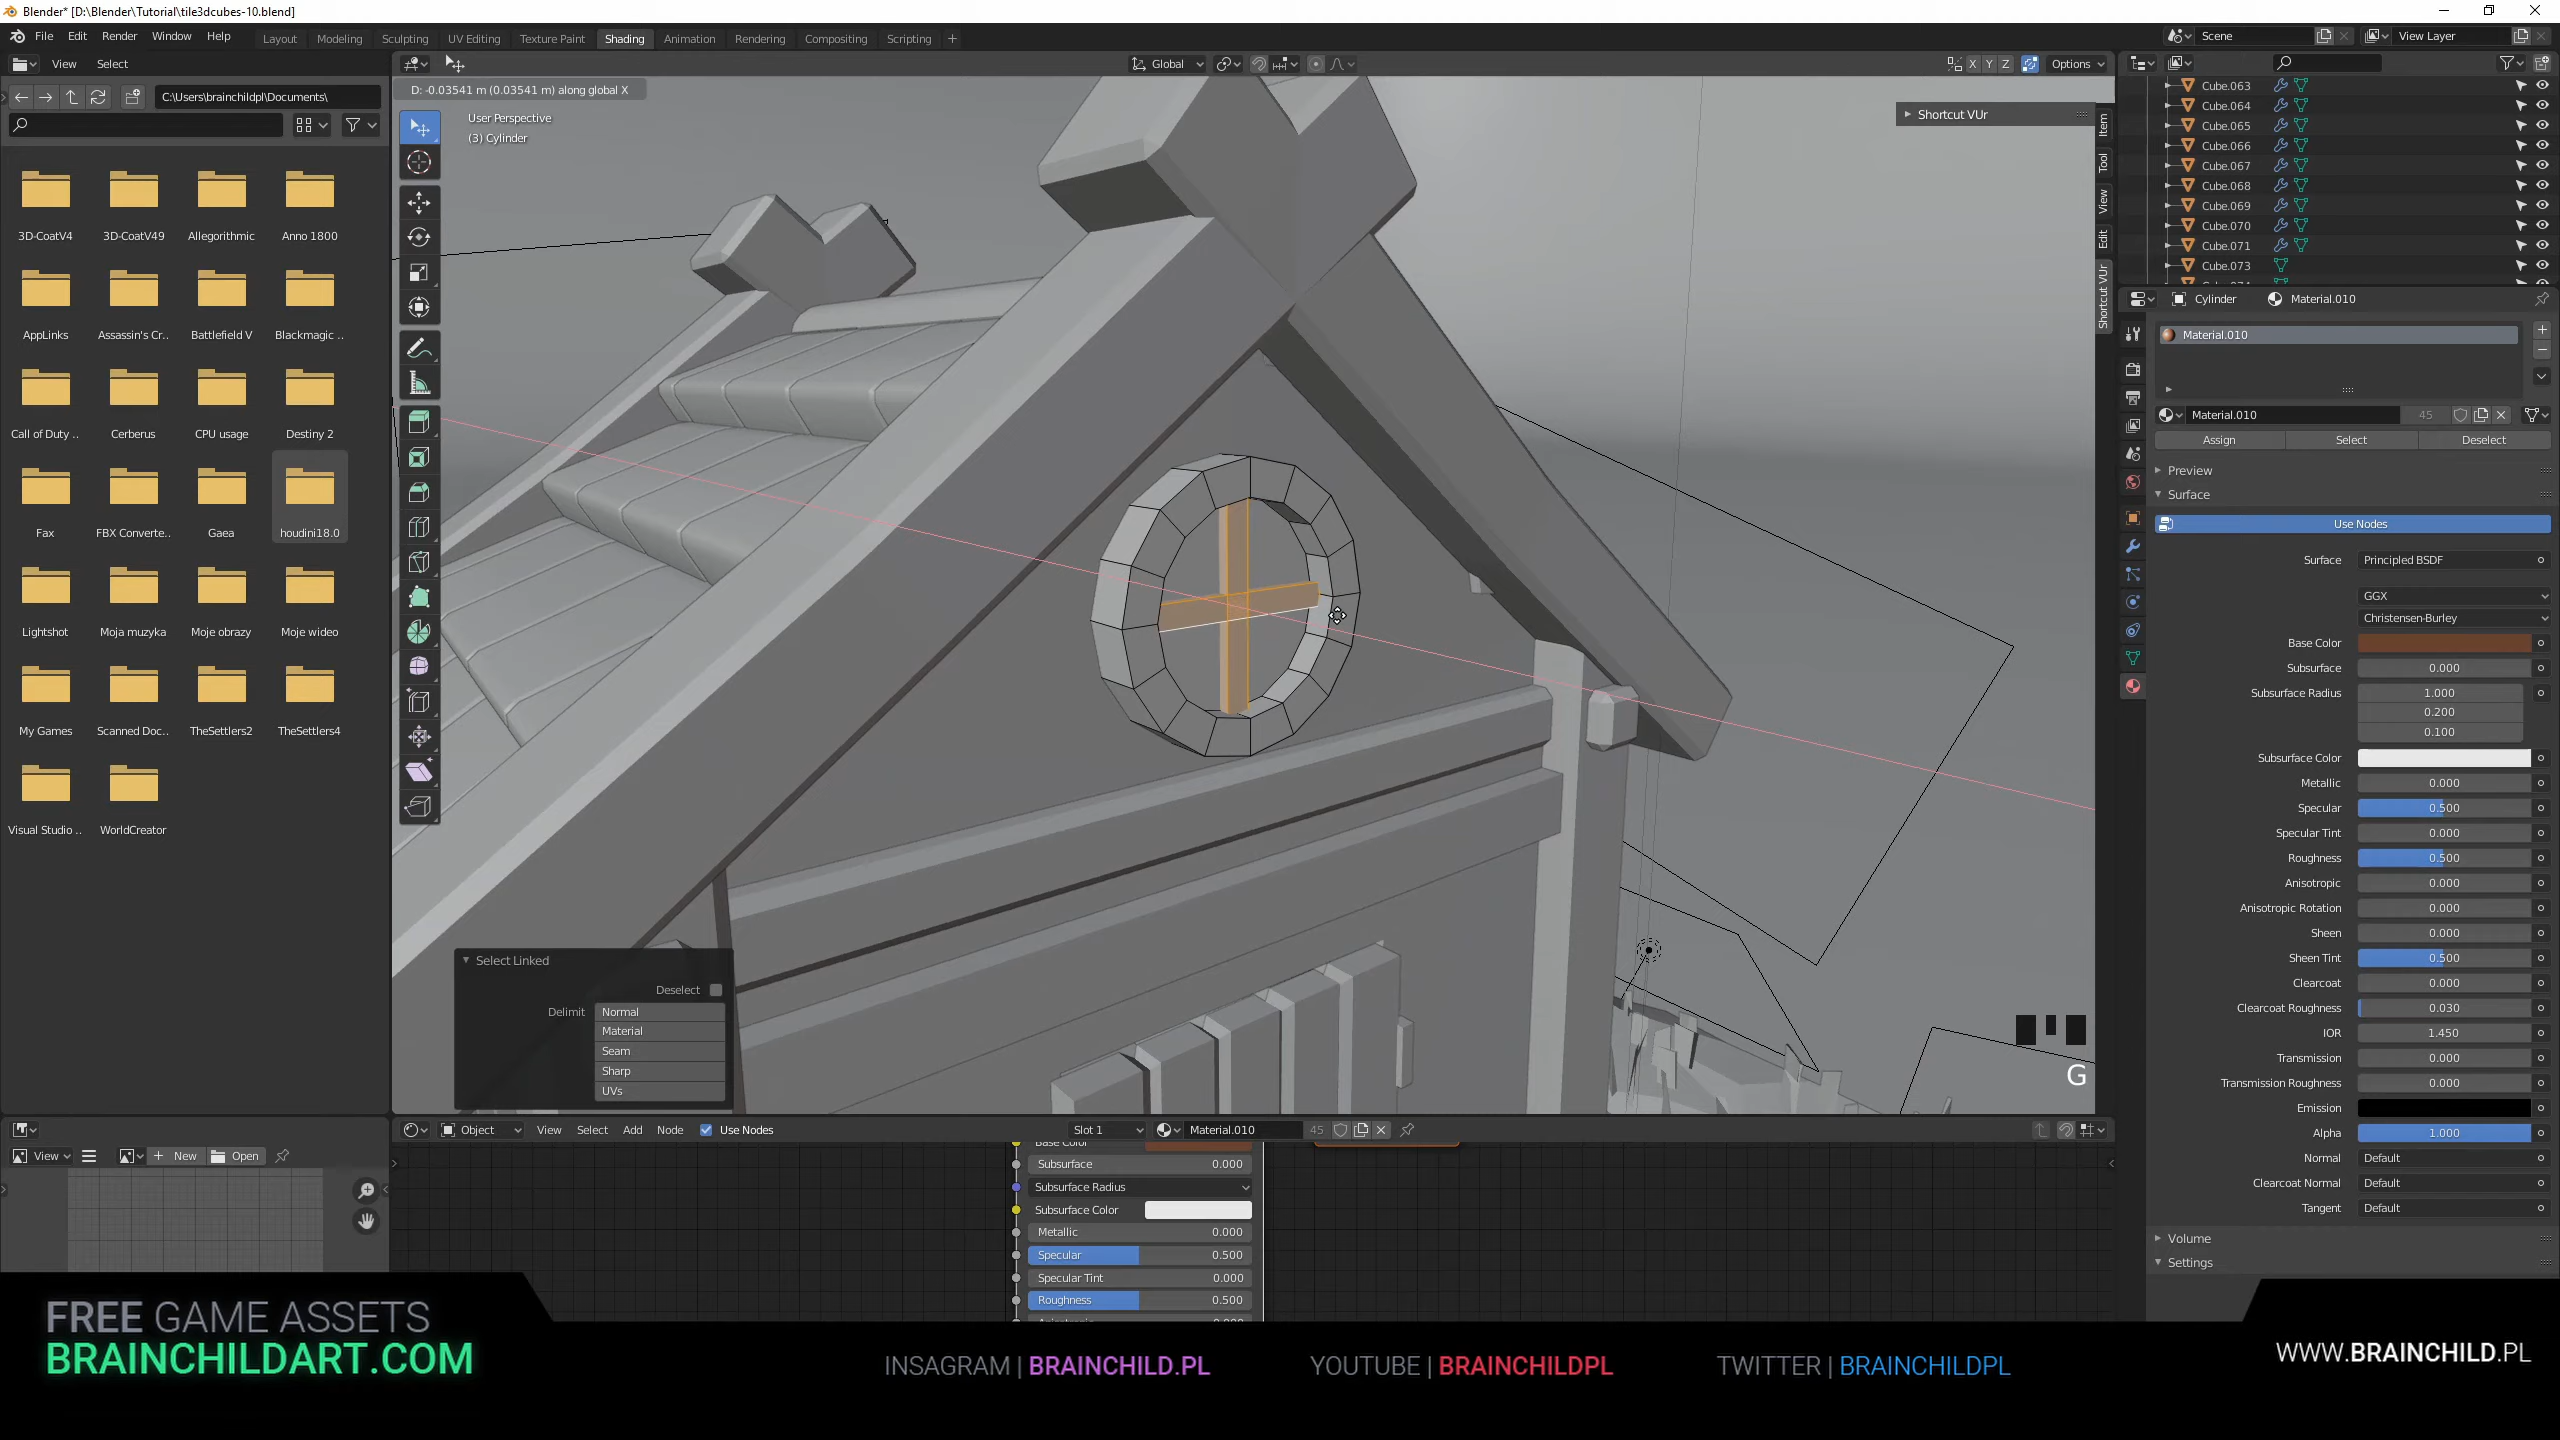 Blender* [D:\Blender\Tutorial\tile3dcubes-10.blend]
File Edit Render Window Help
Layout Modeling Sculpting UV Editing Texture Paint Shading Animation Rendering Compositing Scripting
Scene View Layer
View Select
Global
X Y Z Options
C:\Users\brainchildpl\Documents\
D: -0.03541 m (0.03541 m) along global X
User Perspective
(3) Cylinder
Shortcut VUr
Item
Tool
View
Edit
Shortcut VUr
3D-CoatV4 3D-CoatV49 Allegorithmic Anno 1800
AppLinks Assassin's Cr.. Battlefield V Blackmagic ..
Call of Duty .. Cerberus CPU usage Destiny 2
Fax FBX Converte.. Gaea houdini18.0
Lightshot Moja muzyka Moje obrazy Moje wideo
My Games Scanned Doc.. TheSettlers2 TheSettlers4
Visual Studio .. WorldCreator
Select Linked
Deselect
Delimit Normal
Material
Seam
Sharp
UVs
G
Cube.063
Cube.064
Cube.065
Cube.066
Cube.067
Cube.068
Cube.069
Cube.070
Cube.071
Cube.073
Cylinder Material.010
Material.010
Material.010 45
Assign Select Deselect
Preview
Surface
Use Nodes
Surface Principled BSDF
GGX
Christensen-Burley
Base Color
Subsurface 0.000
Subsurface Radius 1.000
0.200
0.100
Subsurface Color
Metallic 0.000
Specular 0.500
Specular Tint 0.000
Roughness 0.500
Anisotropic 0.000
Anisotropic Rotation 0.000
Sheen 0.000
Sheen Tint 0.500
Clearcoat 0.000
Clearcoat Roughness 0.030
IOR 1.450
Transmission 0.000
Transmission Roughness 0.000
Emission
Alpha 1.000
Normal Default
Clearcoat Normal Default
Tangent Default
Volume
Settings
Object View Select Add Node Use Nodes Slot 1 Material.010 45
View New Open
Base Color
Subsurface 0.000
Subsurface Radius
Subsurface Color
Metallic 0.000
Specular 0.500
Specular Tint 0.000
Roughness 0.500
FREE GAME ASSETS
BRAINCHILDART.COM
INSAGRAM | BRAINCHILD.PL
YOUTUBE | BRAINCHILDPL
TWITTER | BRAINCHILDPL
WWW.BRAINCHILD.PL